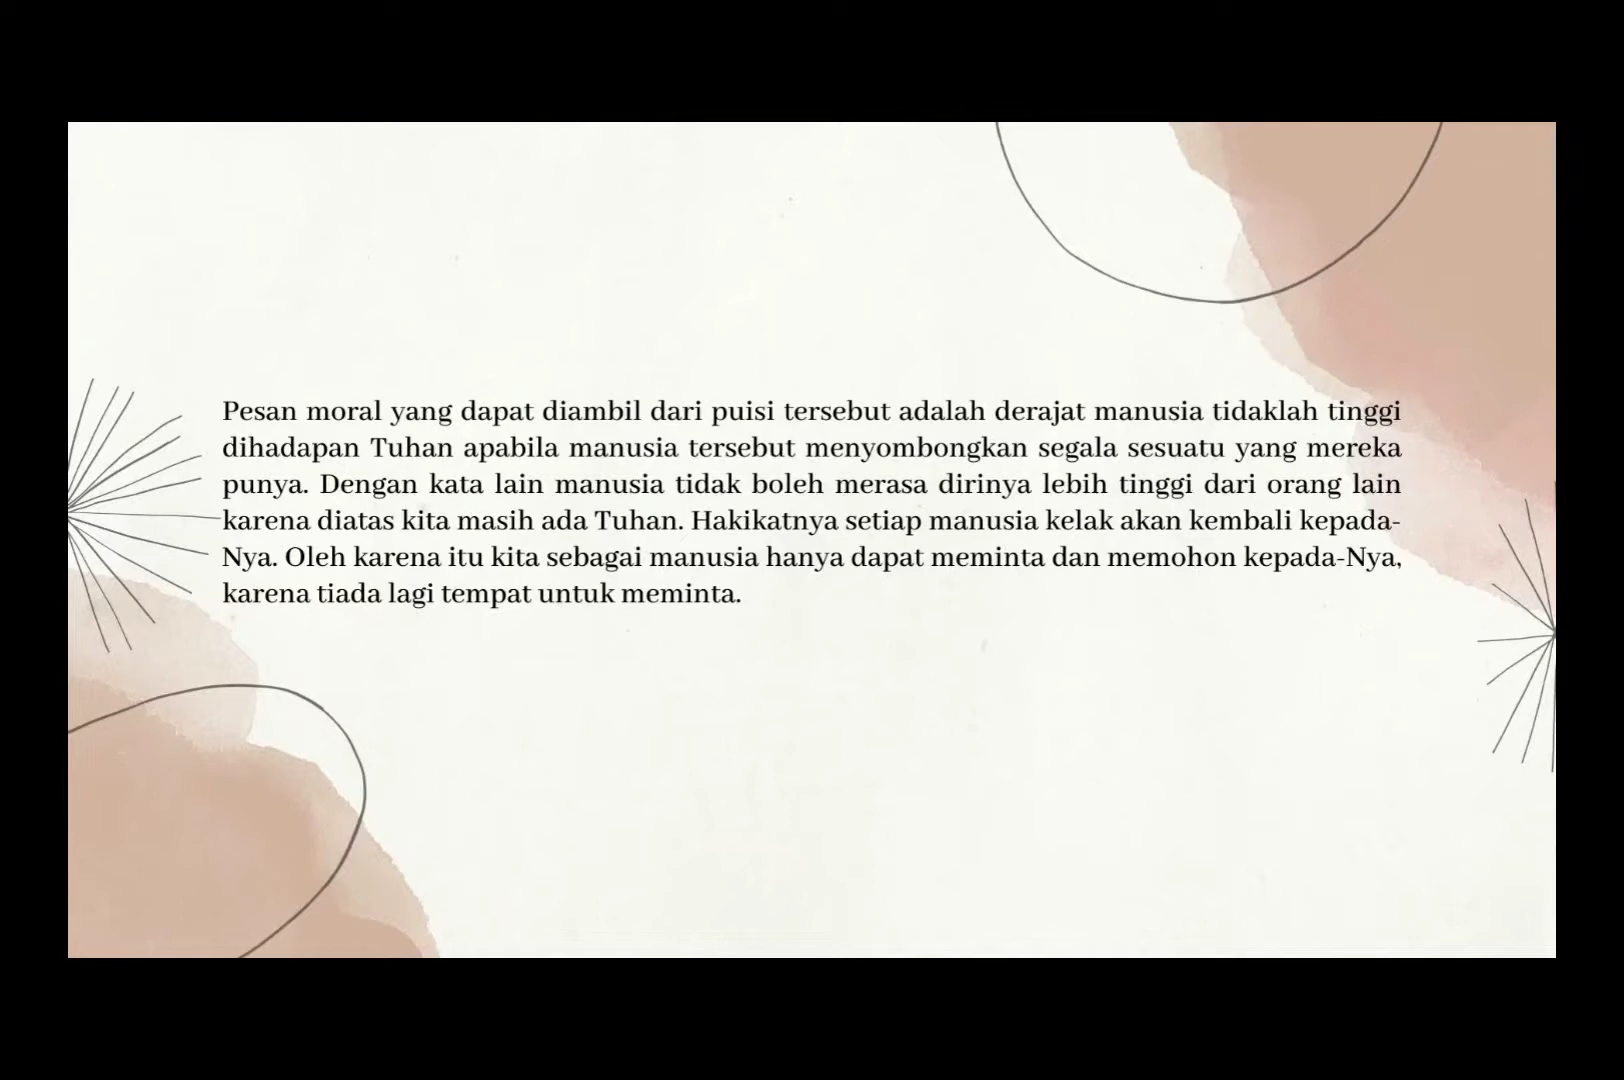 Pesan moral yang dapat diambil dari puisi tersebut adalah derajat manusia tidaklah tinggi
dihadapan Tuhan apabila manusia tersebut menyombongkan segala sesuatu yang mereka
punya. Dengan kata lain manusia tidak boleh merasa dirinya lebih tinggi dari orang lain
karena diatas kita masih ada Tuhan. Hakikatnya setiap manusia kelak akan kembali kepada-
Nya. Oleh karena itu kita sebagai manusia hanya dapat meminta dan memohon kepada-Nya,
karena tiada lagi tempat untuk meminta.